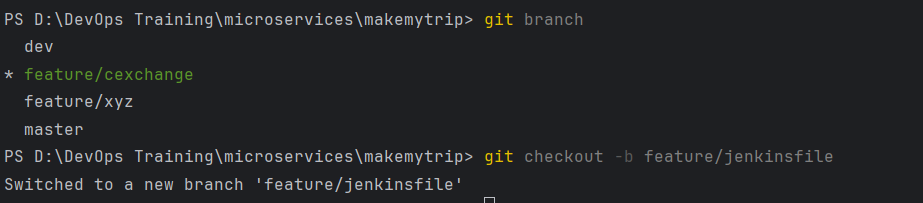 PS D:\DevOps Training\microservices\makemytrip> git branch
dev
* feature/cexchange
feature/xyz
master
PS D:\DevOps Training\microservices\makemytrip> git checkout -b feature/jenkinsfile
Switched to a new branch 'feature/jenkinsfile'